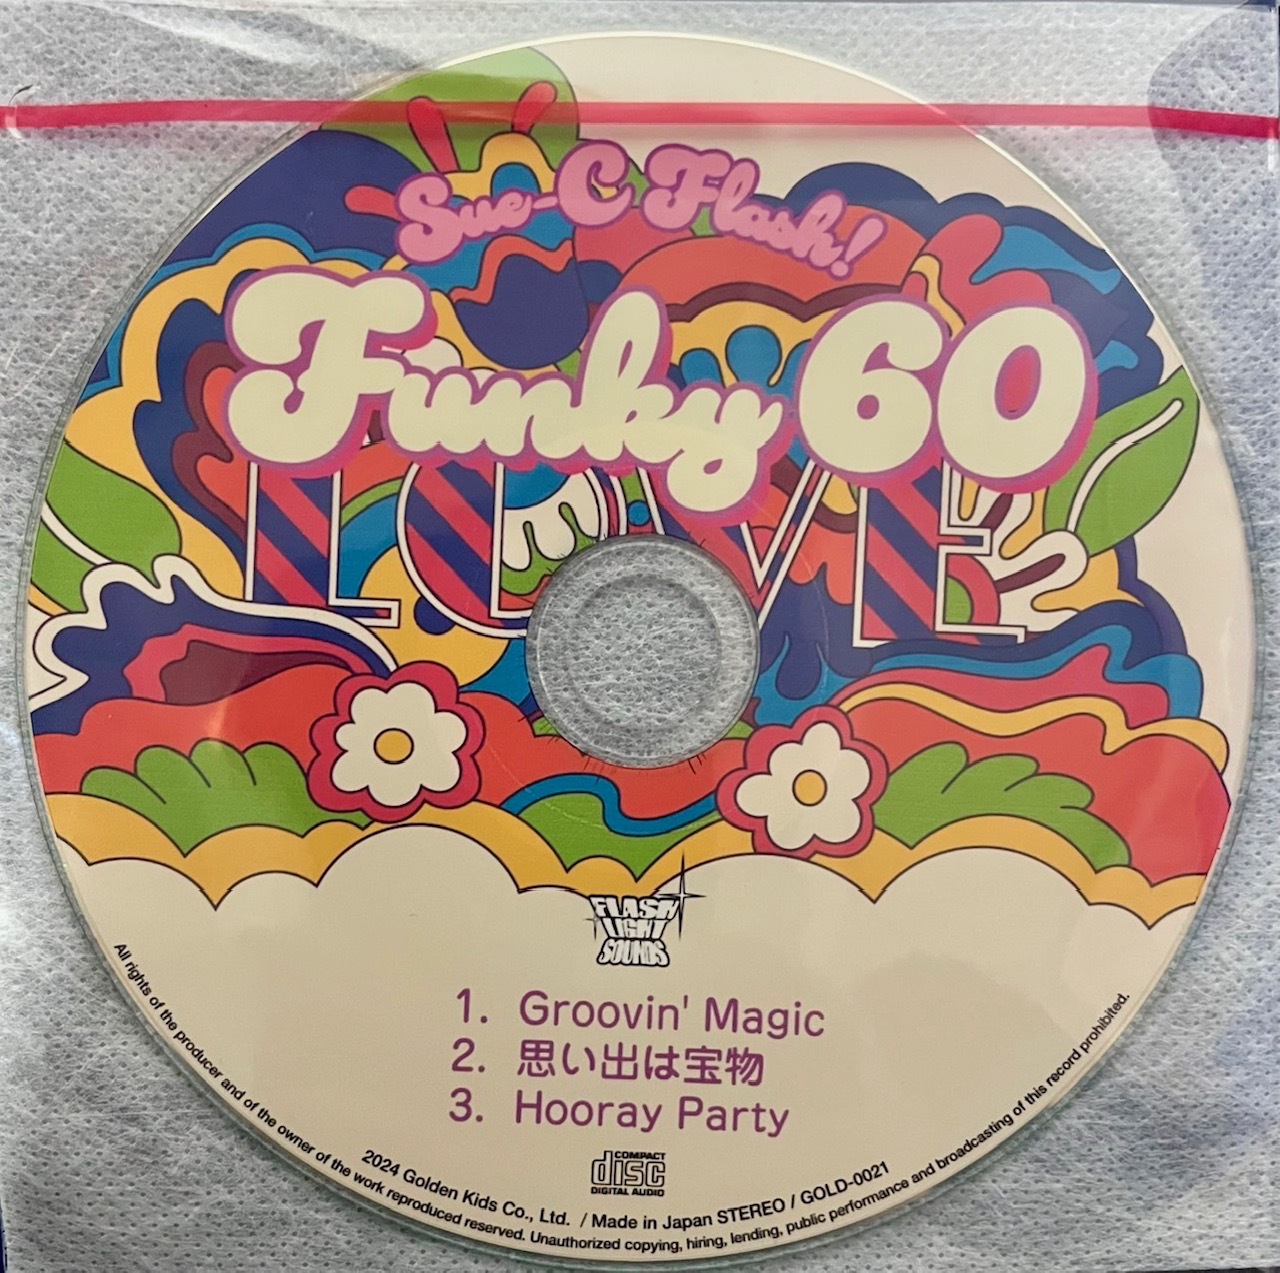 Sue-C Flash!
Funky 60
LOVE
FLASH
LIGHT
SOUNDS
1. Groovin' Magic
2. 思い出は宝物
3. Hooray Party
COMPACT
disc
DIGITAL AUDIO
2024 Golden Kids Co., Ltd. / Made in Japan STEREO / GOLD-0021
All rights of the producer and of the owner of the work reproduced reserved. Unauthorized copying, hiring, lending, public performance and broadcasting of this record prohibited.